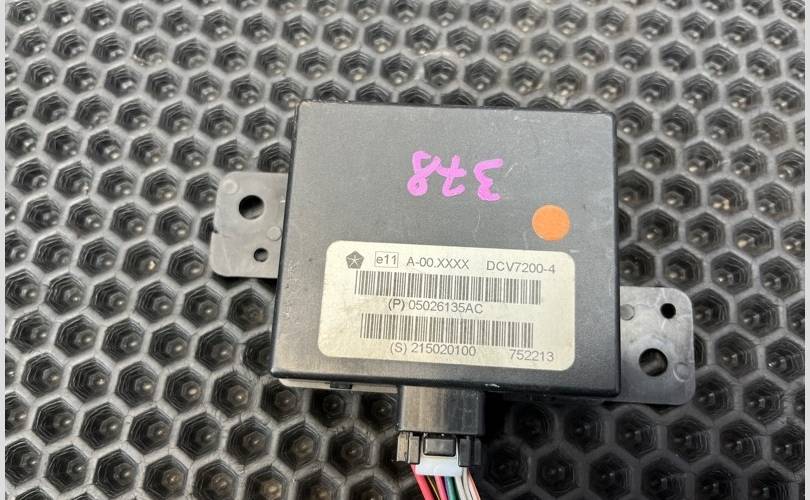 378
e11 A-00.XXXX DCV7200-4
(P) 05026135AC
(S) 215020100 752213